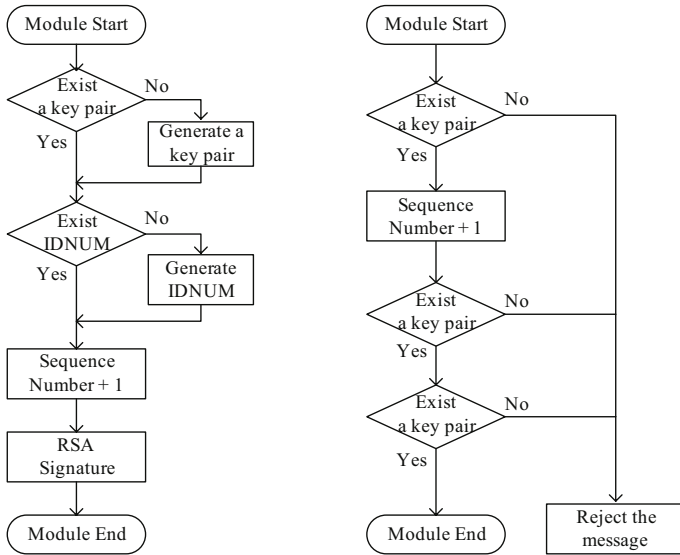 Module Start
Exist
a key pair
No
Yes
Generate a
key pair
Exist
IDNUM
No
Yes
Generate
IDNUM
Sequence
Number + 1
RSA
Signature
Module End
Module Start
Exist
a key pair
No
Yes
Sequence
Number + 1
Exist
a key pair
No
Yes
Exist
a key pair
No
Yes
Module End
Reject the
message